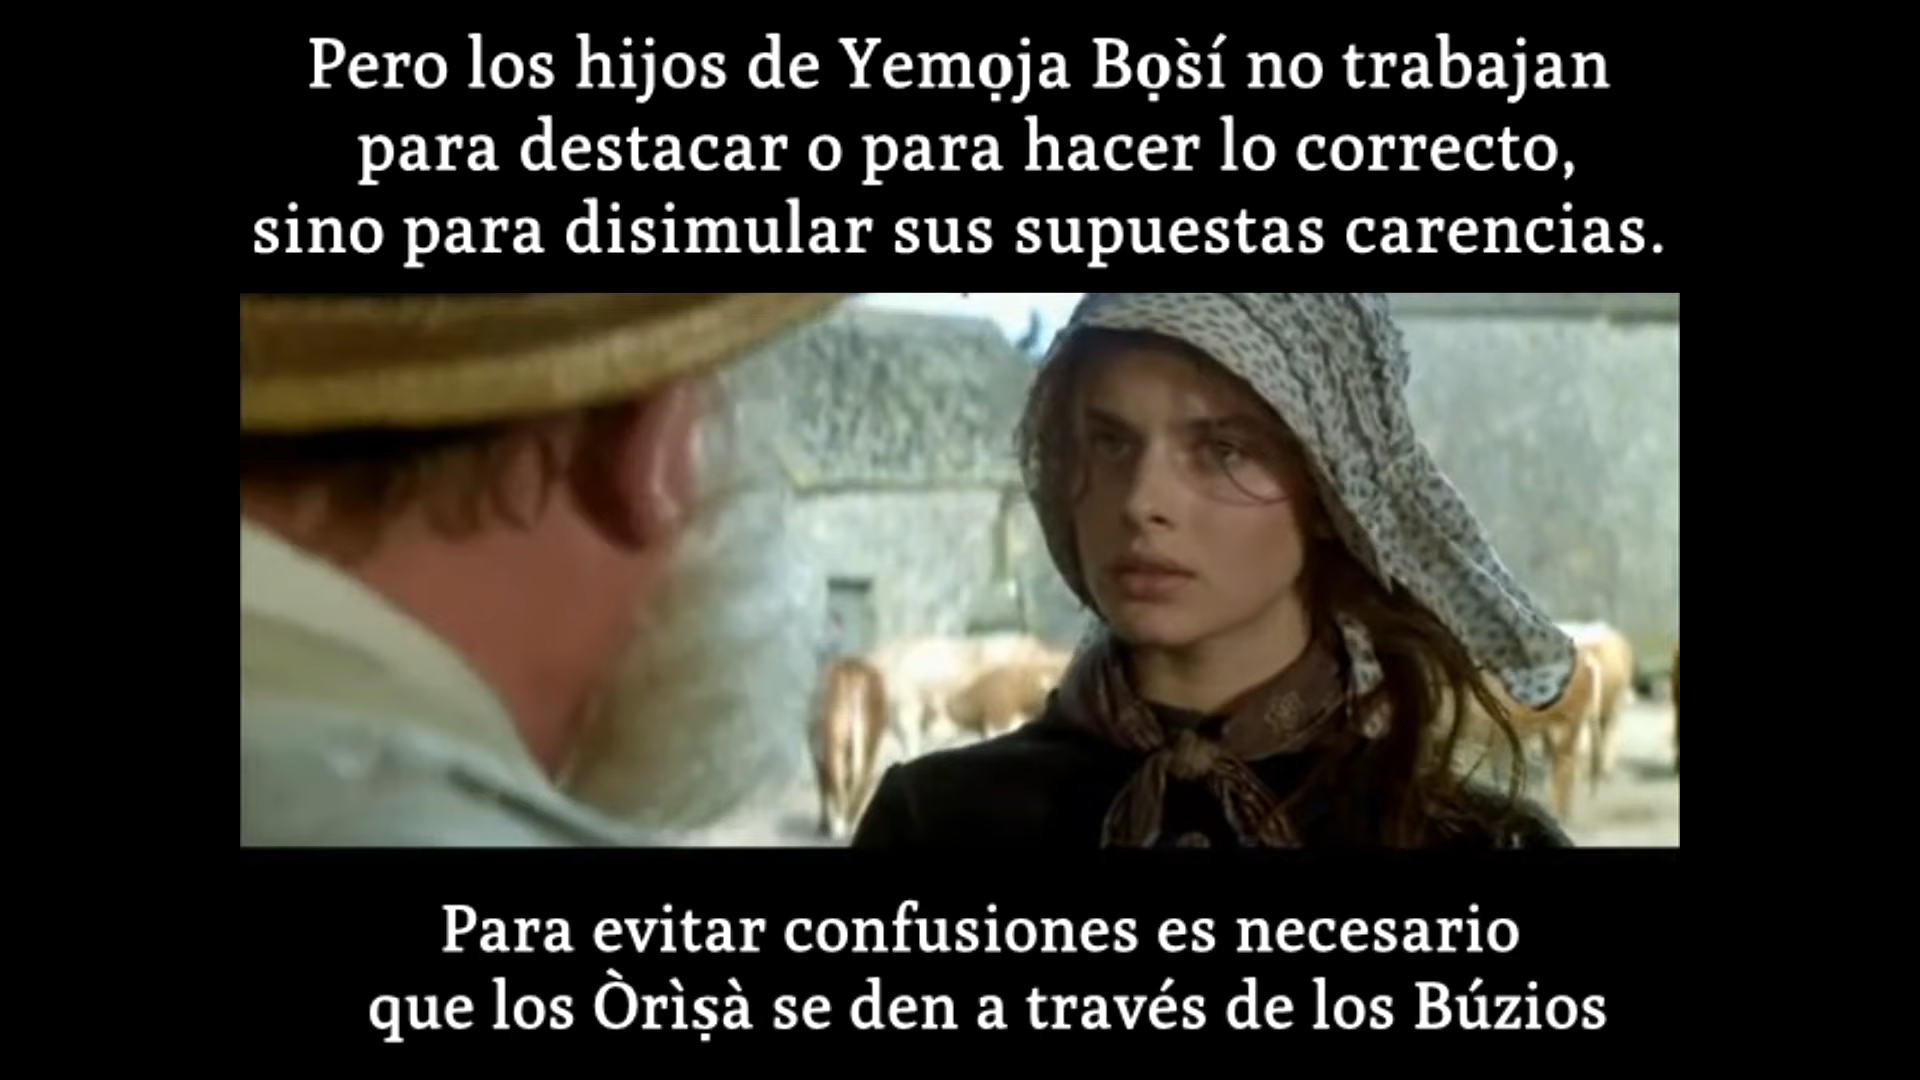 Pero los hijos de Yemọja Bọ̀sí no trabajan
para destacar o para hacer lo correcto,
sino para disimular sus supuestas carencias.
Para evitar confusiones es necesario
que los Òrìṣà se den a través de los Búzios